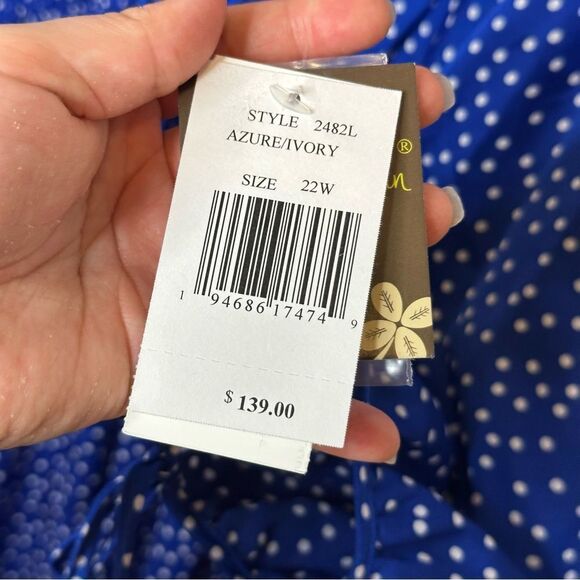 STYLE 2482L
AZURE/IVORY
SIZE 22W
1 94686 17474 9
$ 139.00
®